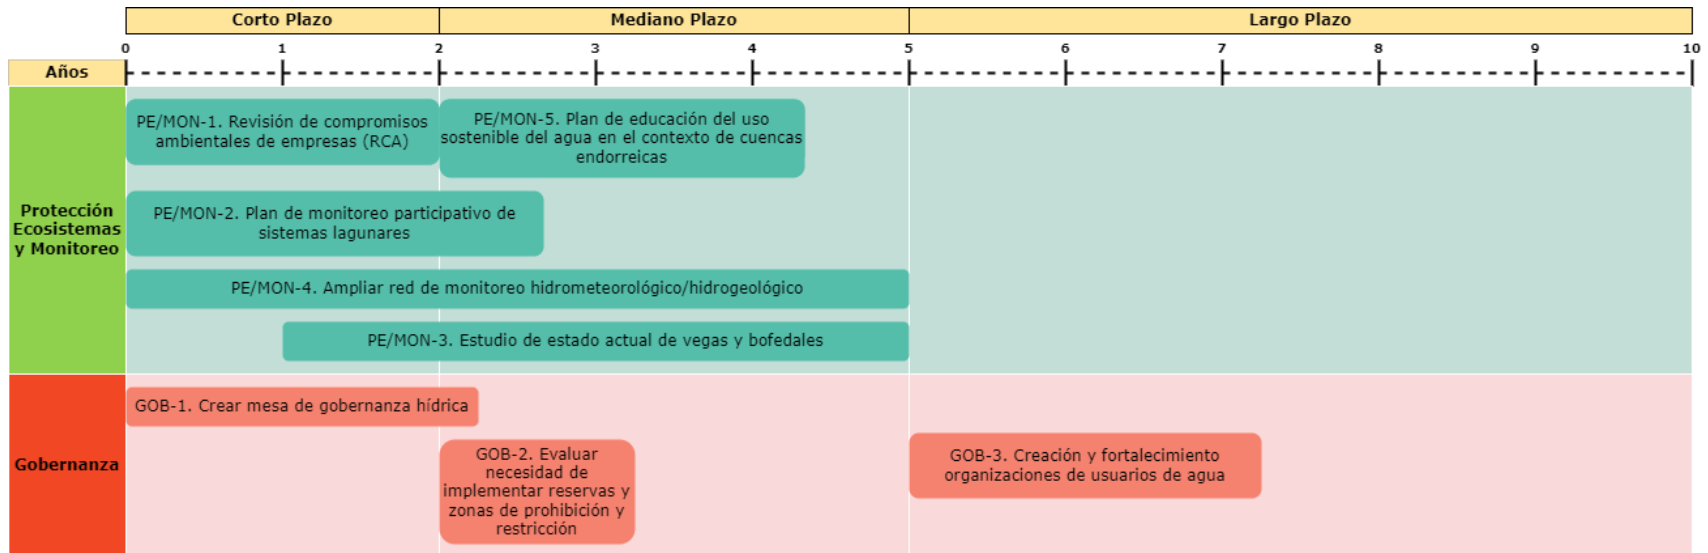 Corto Plazo
Mediano Plazo
Largo Plazo
0
1
2
3
4
5
6
7
8
9
10
Años
Protección
Ecosistemas
y Monitoreo
PE/MON-1. Revisión de compromisos
ambientales de empresas (RCA)
PE/MON-5. Plan de educación del uso
sostenible del agua en el contexto de cuencas
endorreicas
PE/MON-2. Plan de monitoreo participativo de
sistemas lagunares
PE/MON-4. Ampliar red de monitoreo hidrometeorológico/hidrogeológico
PE/MON-3. Estudio de estado actual de vegas y bofedales
Gobernanza
GOB-1. Crear mesa de gobernanza hídrica
GOB-2. Evaluar
necesidad de
implementar reservas y
zonas de prohibición y
restricción
GOB-3. Creación y fortalecimiento
organizaciones de usuarios de agua